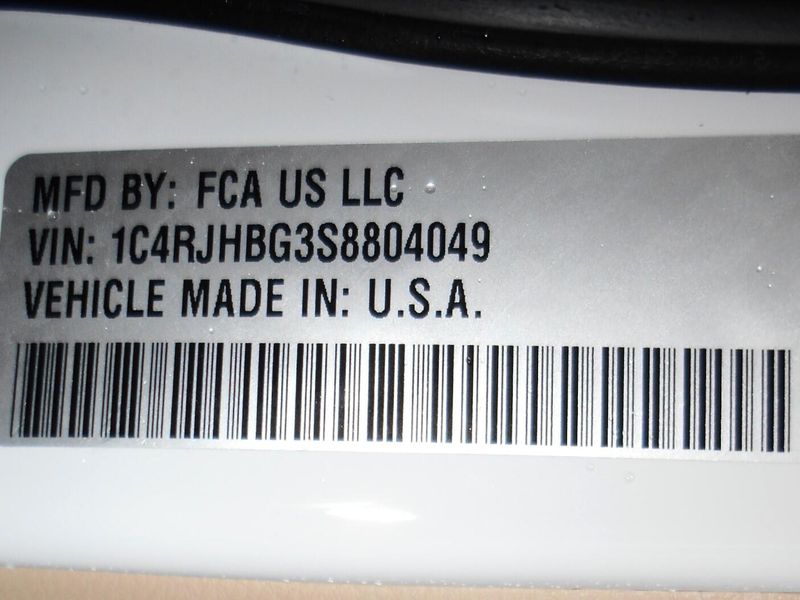 MFD BY: FCA US LLC
VIN: 1C4RJHBG3S8804049
VEHICLE MADE IN: U.S.A.